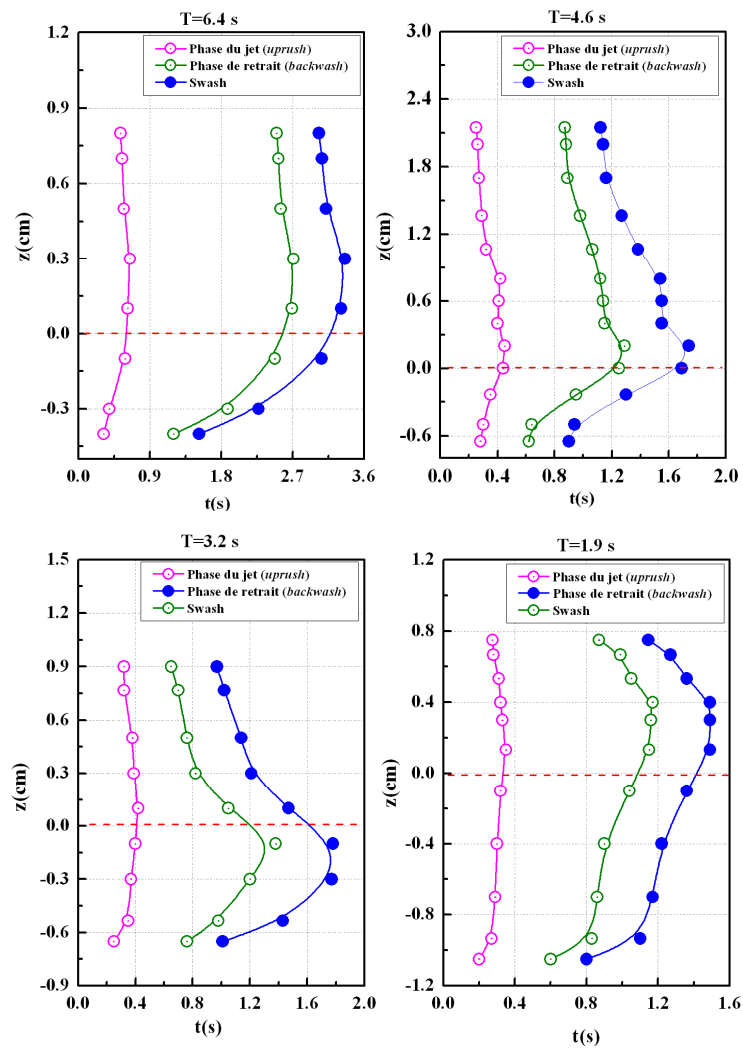 T=6.4 s
Phase du jet (uprush)
Phase de retrait (backwash)
Swash
1.2
0.9
0.6
0.3
0.0
-0.3
z(cm)
0.0 0.9 1.8 2.7 3.6
t(s)
T=4.6 s
Phase du jet (uprush)
Phase de retrait (backwash)
Swash
3.0
2.4
1.8
1.2
0.6
0.0
-0.6
z(cm)
0.0 0.4 0.8 1.2 1.6 2.0
t(s)
T=3.2 s
Phase du jet (uprush)
Phase de retrait (backwash)
Swash
1.5
1.2
0.9
0.6
0.3
0.0
-0.3
-0.6
-0.9
z(cm)
0.0 0.4 0.8 1.2 1.6 2.0
t(s)
T=1.9 s
Phase du jet (uprush)
Phase de retrait (backwash)
Swash
1.2
0.8
0.4
0.0
-0.4
-0.8
-1.2
z(cm)
0.0 0.4 0.8 1.2 1.6
t(s)